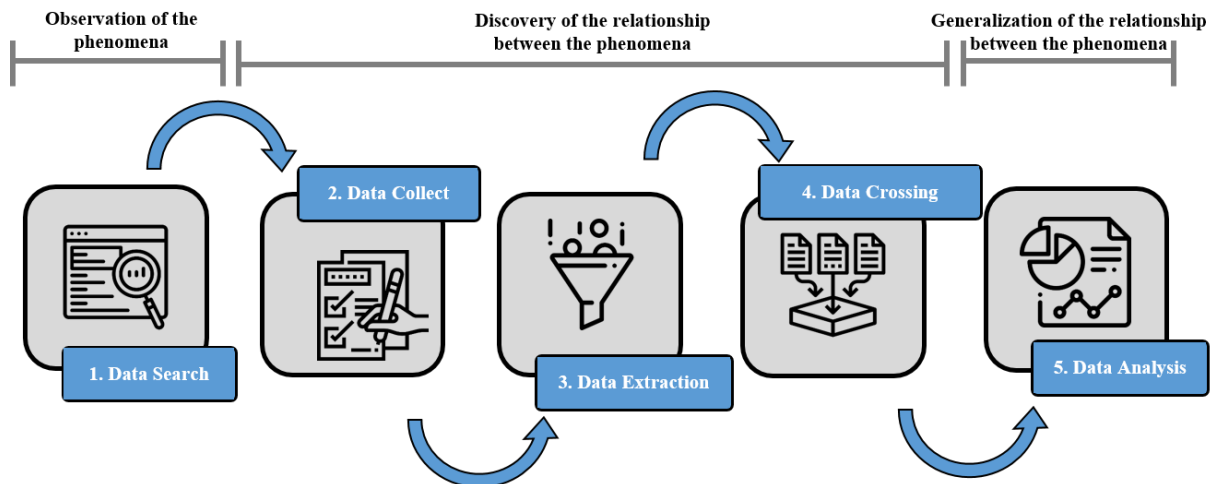 Observation of the
phenomena
Discovery of the relationship
between the phenomena
Generalization of the relationship
between the phenomena
1. Data Search
2. Data Collect
3. Data Extraction
4. Data Crossing
5. Data Analysis